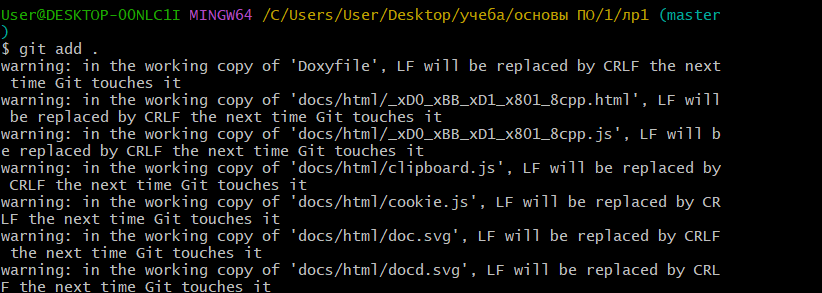 User@DESKTOP-00NLC1I MINGW64 /C/Users/User/Desktop/учеба/основы ПО/1/лр1 (master
)
$ git add .
warning: in the working copy of 'Doxyfile', LF will be replaced by CRLF the next
 time Git touches it
warning: in the working copy of 'docs/html/_xD0_xBB_xD1_x801_8cpp.html', LF will
 be replaced by CRLF the next time Git touches it
warning: in the working copy of 'docs/html/_xD0_xBB_xD1_x801_8cpp.js', LF will b
e replaced by CRLF the next time Git touches it
warning: in the working copy of 'docs/html/clipboard.js', LF will be replaced by
 CRLF the next time Git touches it
warning: in the working copy of 'docs/html/cookie.js', LF will be replaced by CR
LF the next time Git touches it
warning: in the working copy of 'docs/html/doc.svg', LF will be replaced by CRLF
 the next time Git touches it
warning: in the working copy of 'docs/html/docd.svg', LF will be replaced by CRL
F the next time Git touches it